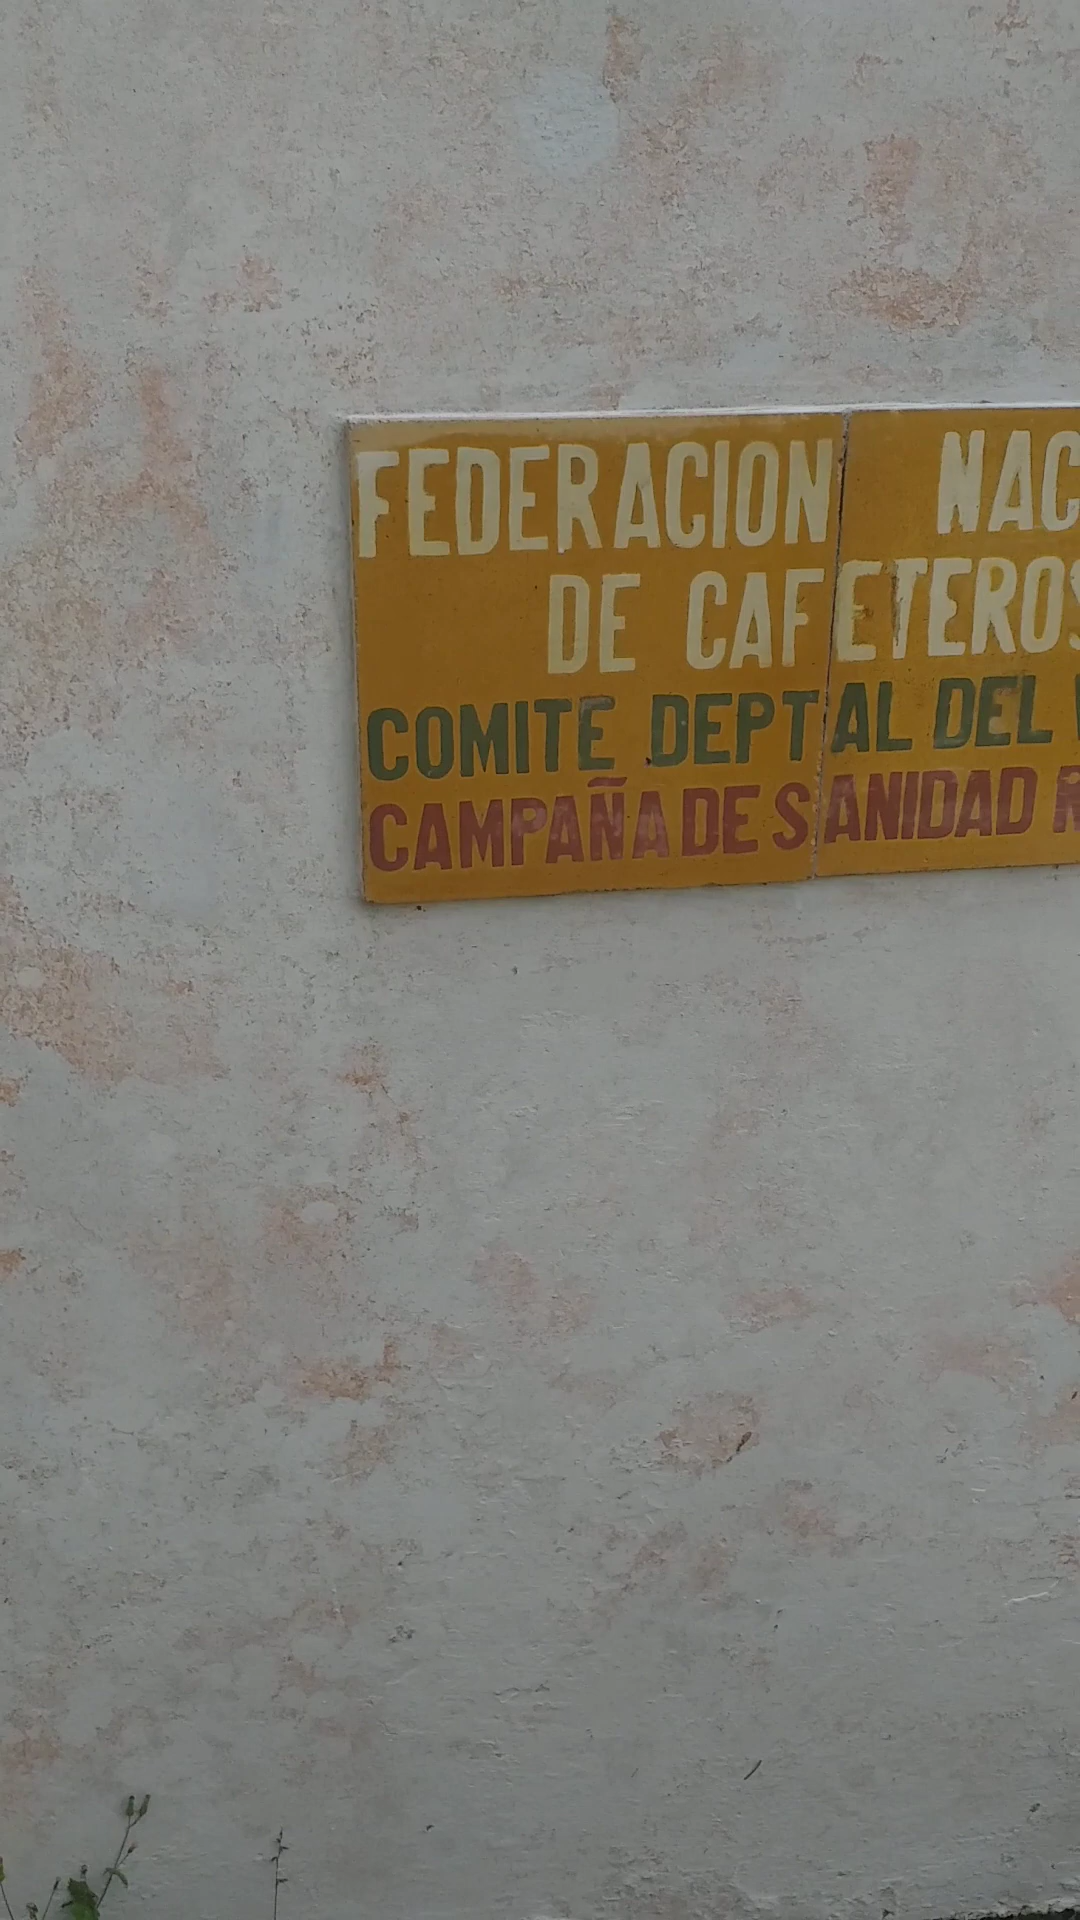 FEDERACION NAC
DE CAFETEROS
COMITE DEPTAL DEL
CAMPAÑA DE SANIDAD R